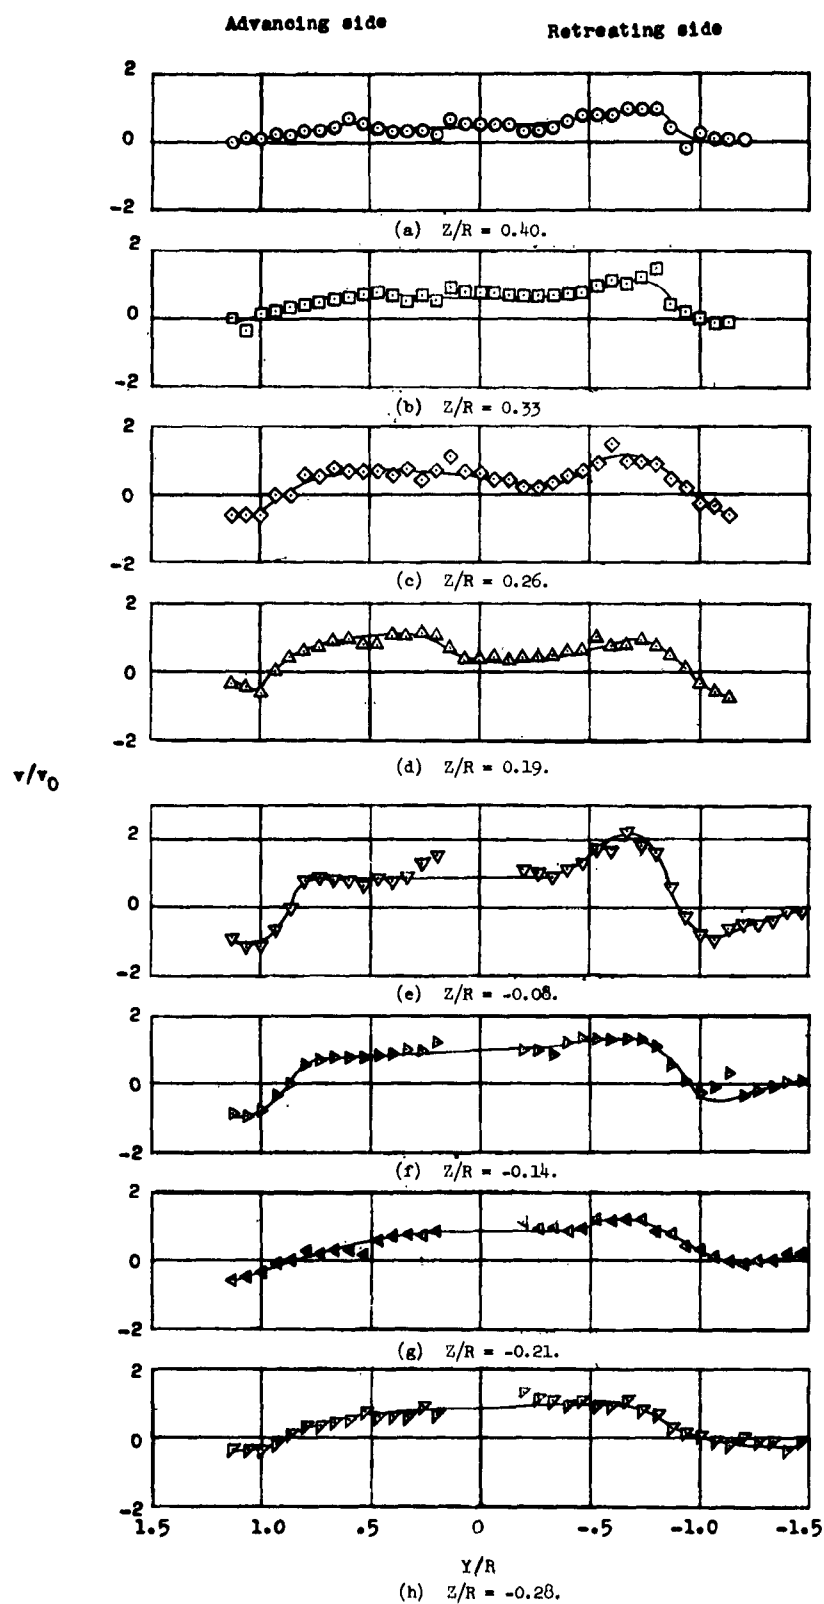 Advancing side
Retreating side
2
0
-2
(a) Z/R = 0.40.
2
0
-2
(b) Z/R = 0.33
2
0
-2
(c) Z/R = 0.26.
2
0
-2
(d) Z/R = 0.19.
v/v0
2
0
-2
(e) Z/R = -0.08.
2
0
-2
(f) Z/R = -0.14.
2
0
-2
(g) Z/R = -0.21.
2
0
-2
1.5 1.0 .5 0 -.5 -1.0 -1.5
Y/R
(h) Z/R = -0.28.